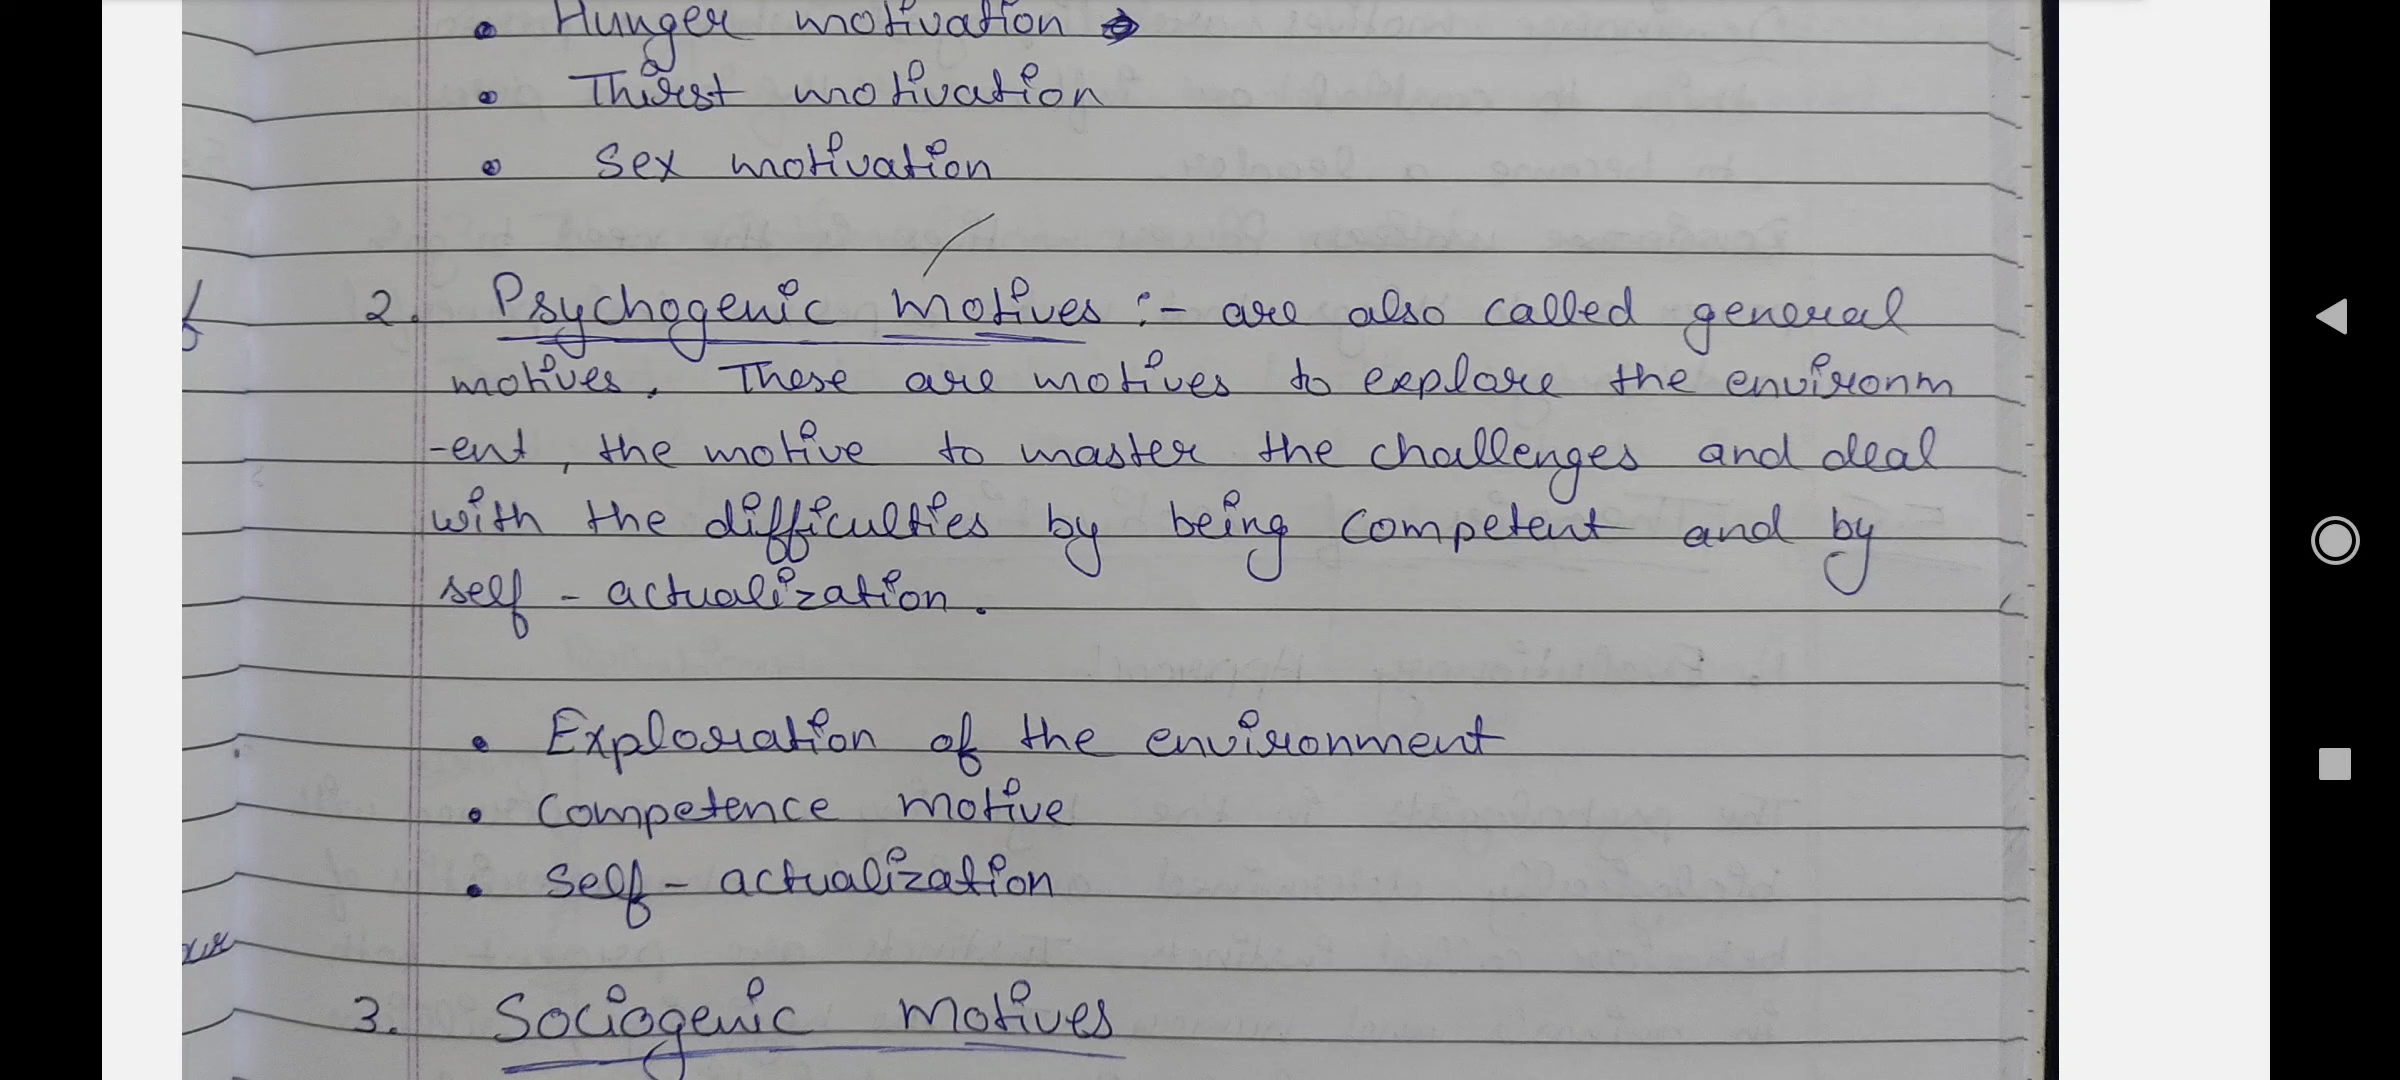 • Hunger motivation
• Thirst motivation
• Sex motivation
2. Psychogenic motives :- are also called general
motives. These are motives to explore the environm
-ent, the motive to master the challenges and deal
with the difficulties by being competent and by
self - actualization.
• Exploration of the environment
• Competence motive
• Self - actualization
3. Sociogenic Motives